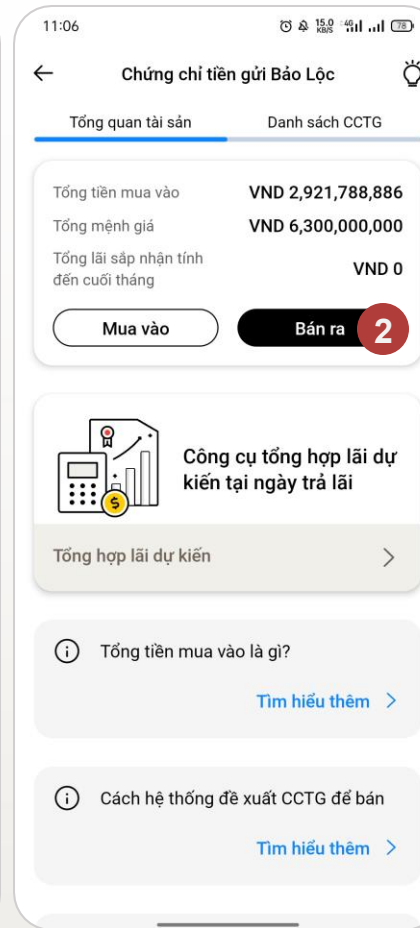 11:06
15.0 KB/S 4G 78
Chứng chỉ tiền gửi Bảo Lộc
Tổng quan tài sản
Danh sách CCTG
Tổng tiền mua vào VND 2,921,788,886
Tổng mệnh giá VND 6,300,000,000
Tổng lãi sắp nhận tính
đến cuối tháng
VND 0
Mua vào
Bán ra
2
Công cụ tổng hợp lãi dự
kiến tại ngày trả lãi
Tổng hợp lãi dự kiến
Tổng tiền mua vào là gì?
Tìm hiểu thêm
Cách hệ thống đề xuất CCTG để bán
Tìm hiểu thêm